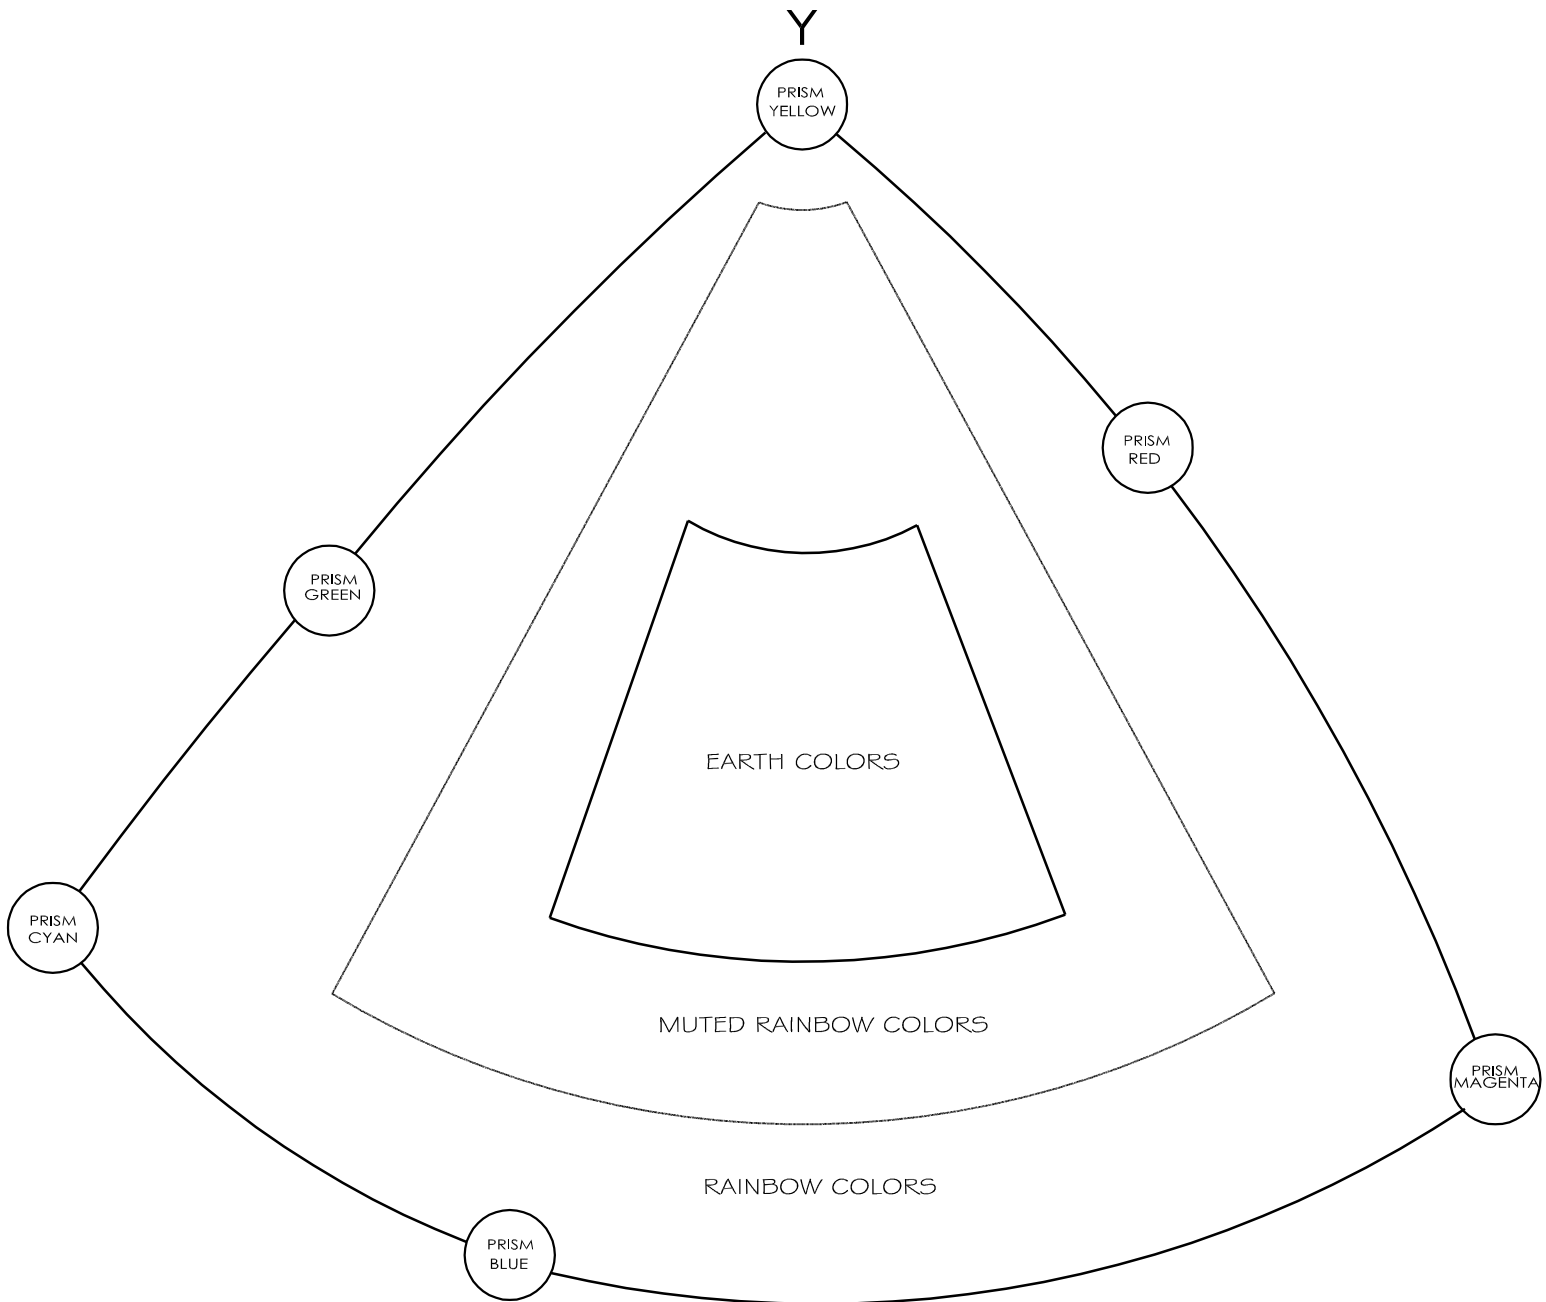 Y
PRISM
YELLOW
PRISM
RED
PRISM
GREEN
EARTH COLORS
PRISM
CYAN
MUTED RAINBOW COLORS
PRISM
MAGENTA
RAINBOW COLORS
PRISM
BLUE